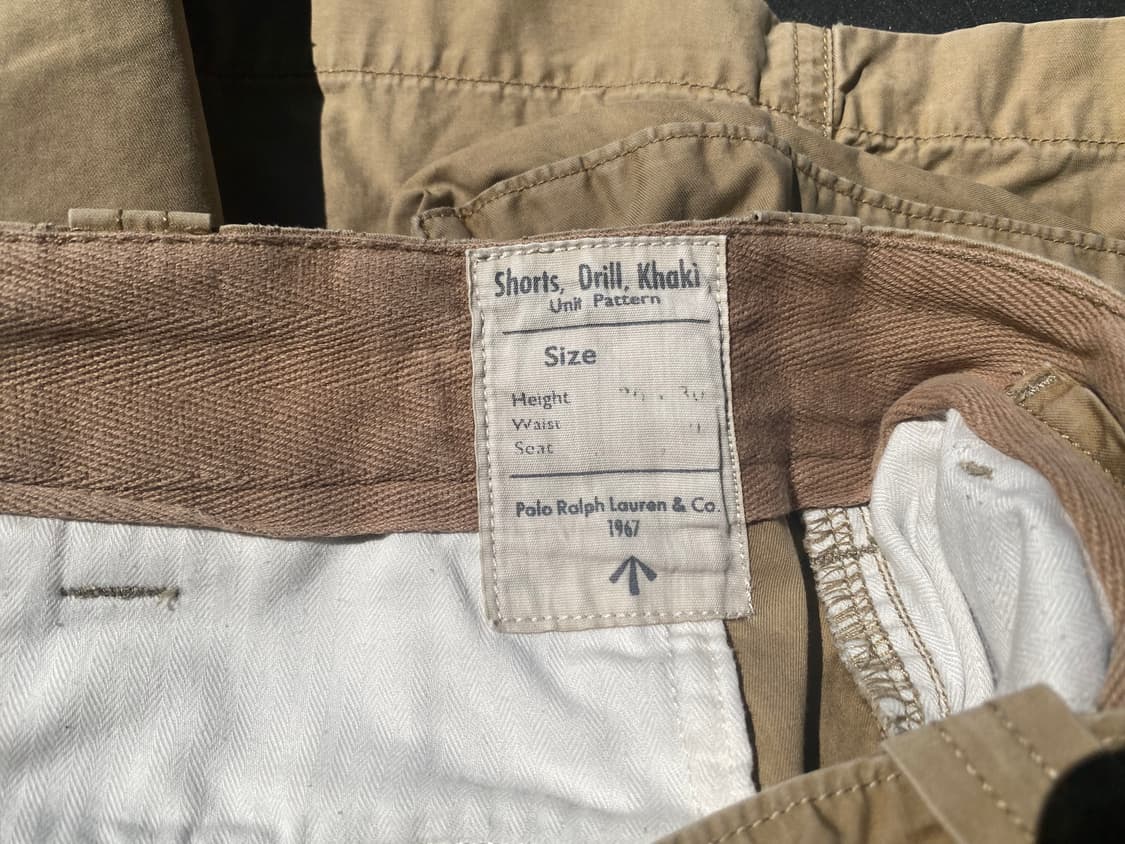 Shorts, Drill, Khaki
Unit Pattern
Size
Height
Waist
Seat
Polo Ralph Lauren & Co.
1967